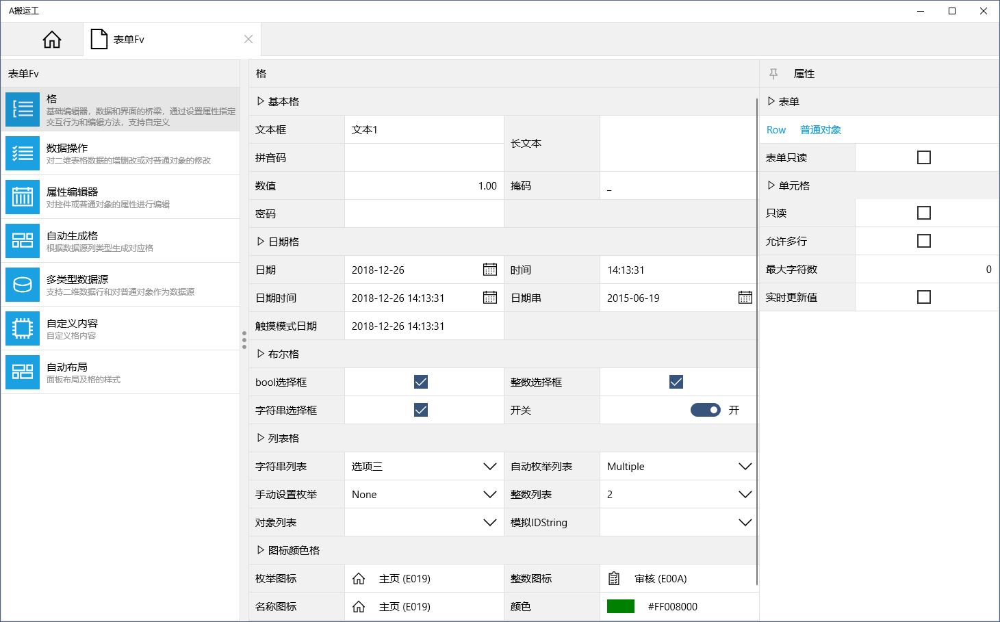 A搬运工
表单Fv
表单Fv
格
基础编辑器，数据和界面的桥梁，通过设置属性指定
交互行为和编辑方法，支持自定义
数据操作
对二维表格数据的增删改或对普通对象的修改
属性编辑器
对控件或普通对象的属性进行编辑
自动生成格
根据数据源列类型生成对应格
多类型数据源
支持二维数据行和对普通对象作为数据源
自定义内容
自定义格内容
自动布局
面板布局及格的样式
格
基本格
文本框 文本1 长文本
拼音码
数值 1.00 掩码 _
密码
日期格
日期 2018-12-26 时间 14:13:31
日期时间 2018-12-26 14:13:31 日期串 2015-06-19
触摸模式日期 2018-12-26 14:13:31
布尔格
bool选择框 整数选择框
字符串选择框 开关 开
列表格
字符串列表 选项三 自动枚举列表 Multiple
手动设置枚举 None 整数列表 2
对象列表 模拟IDString
图标颜色格
枚举图标 主页 (E019) 整数图标 审核 (E00A)
名称图标 主页 (E019) 颜色 #FF008000
属性
表单
Row 普通对象
表单只读
单元格
只读
允许多行
最大字符数 0
实时更新值